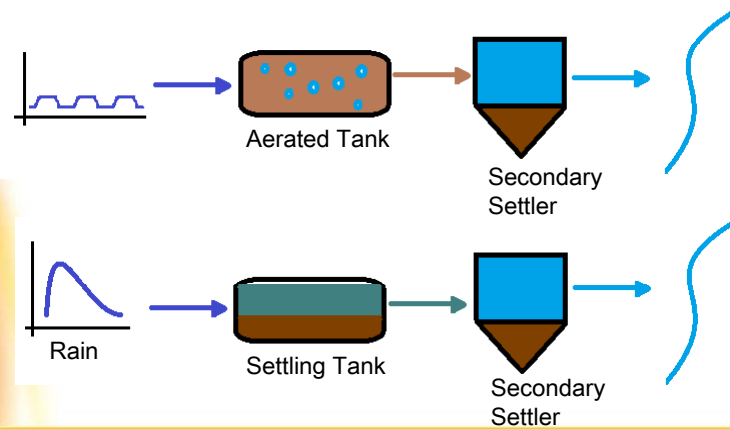 Aerated Tank
Secondary
Settler
Rain
Settling Tank
Secondary
Settler